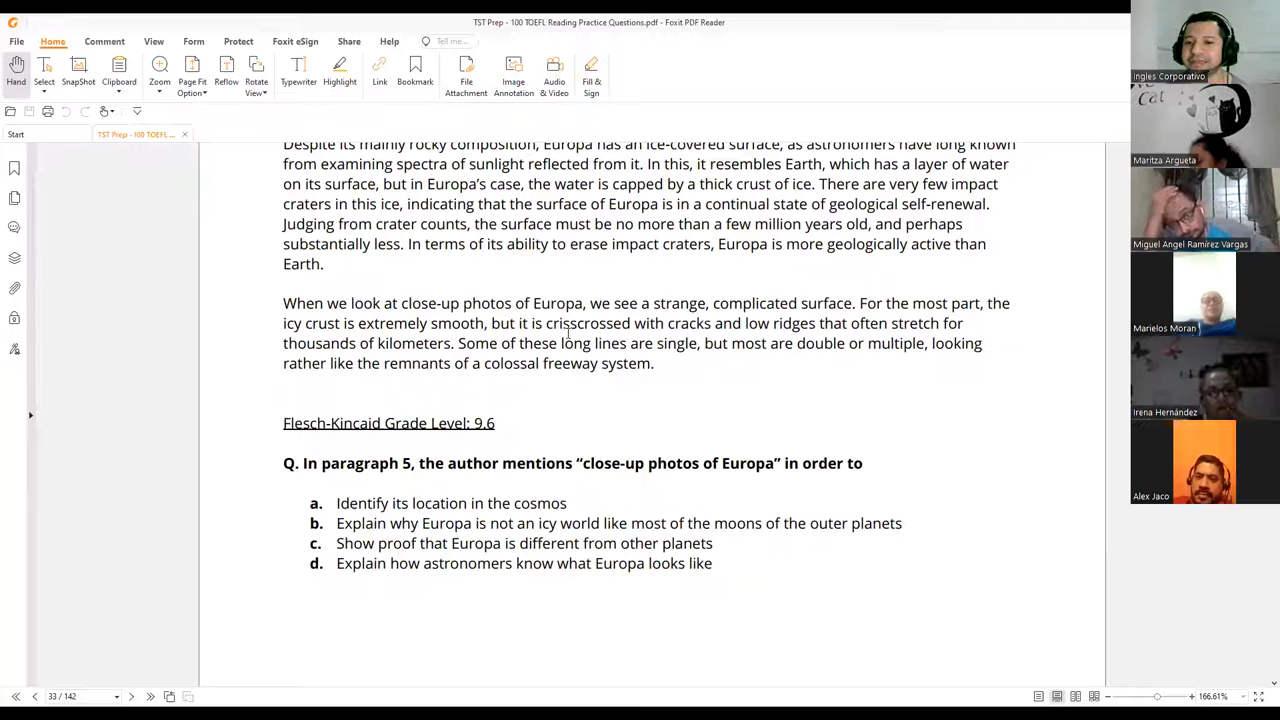 TST Prep - 100 TOEFL Reading Practice Questions.pdf - Foxit PDF Reader
File Home Comment View Form Protect Foxit eSign Share Help Tell me...
Hand Select SnapShot Clipboard Zoom Page Fit Option Reflow Rotate View Typewriter Highlight Link Bookmark File Attachment Image Annotation Audio & Video Fill & Sign
Start TST Prep - 100 TOEFL ...
Despite its mainly rocky composition, Europa has an ice-covered surface, as astronomers have long known
from examining spectra of sunlight reflected from it. In this, it resembles Earth, which has a layer of water
on its surface, but in Europa's case, the water is capped by a thick crust of ice. There are very few impact
craters in this ice, indicating that the surface of Europa is in a continual state of geological self-renewal.
Judging from crater counts, the surface must be no more than a few million years old, and perhaps
substantially less. In terms of its ability to erase impact craters, Europa is more geologically active than
Earth.
When we look at close-up photos of Europa, we see a strange, complicated surface. For the most part, the
icy crust is extremely smooth, but it is crisscrossed with cracks and low ridges that often stretch for
thousands of kilometers. Some of these long lines are single, but most are double or multiple, looking
rather like the remnants of a colossal freeway system.
Flesch-Kincaid Grade Level: 9.6
Q. In paragraph 5, the author mentions “close-up photos of Europa” in order to
a. Identify its location in the cosmos
b. Explain why Europa is not an icy world like most of the moons of the outer planets
c. Show proof that Europa is different from other planets
d. Explain how astronomers know what Europa looks like
33 / 142
166.61%
Ingles Corporativo
cat
Maritza Argueta
Miguel Angel Ramírez Vargas
Marielos Moran
Irena Hernández
Alex Jaco